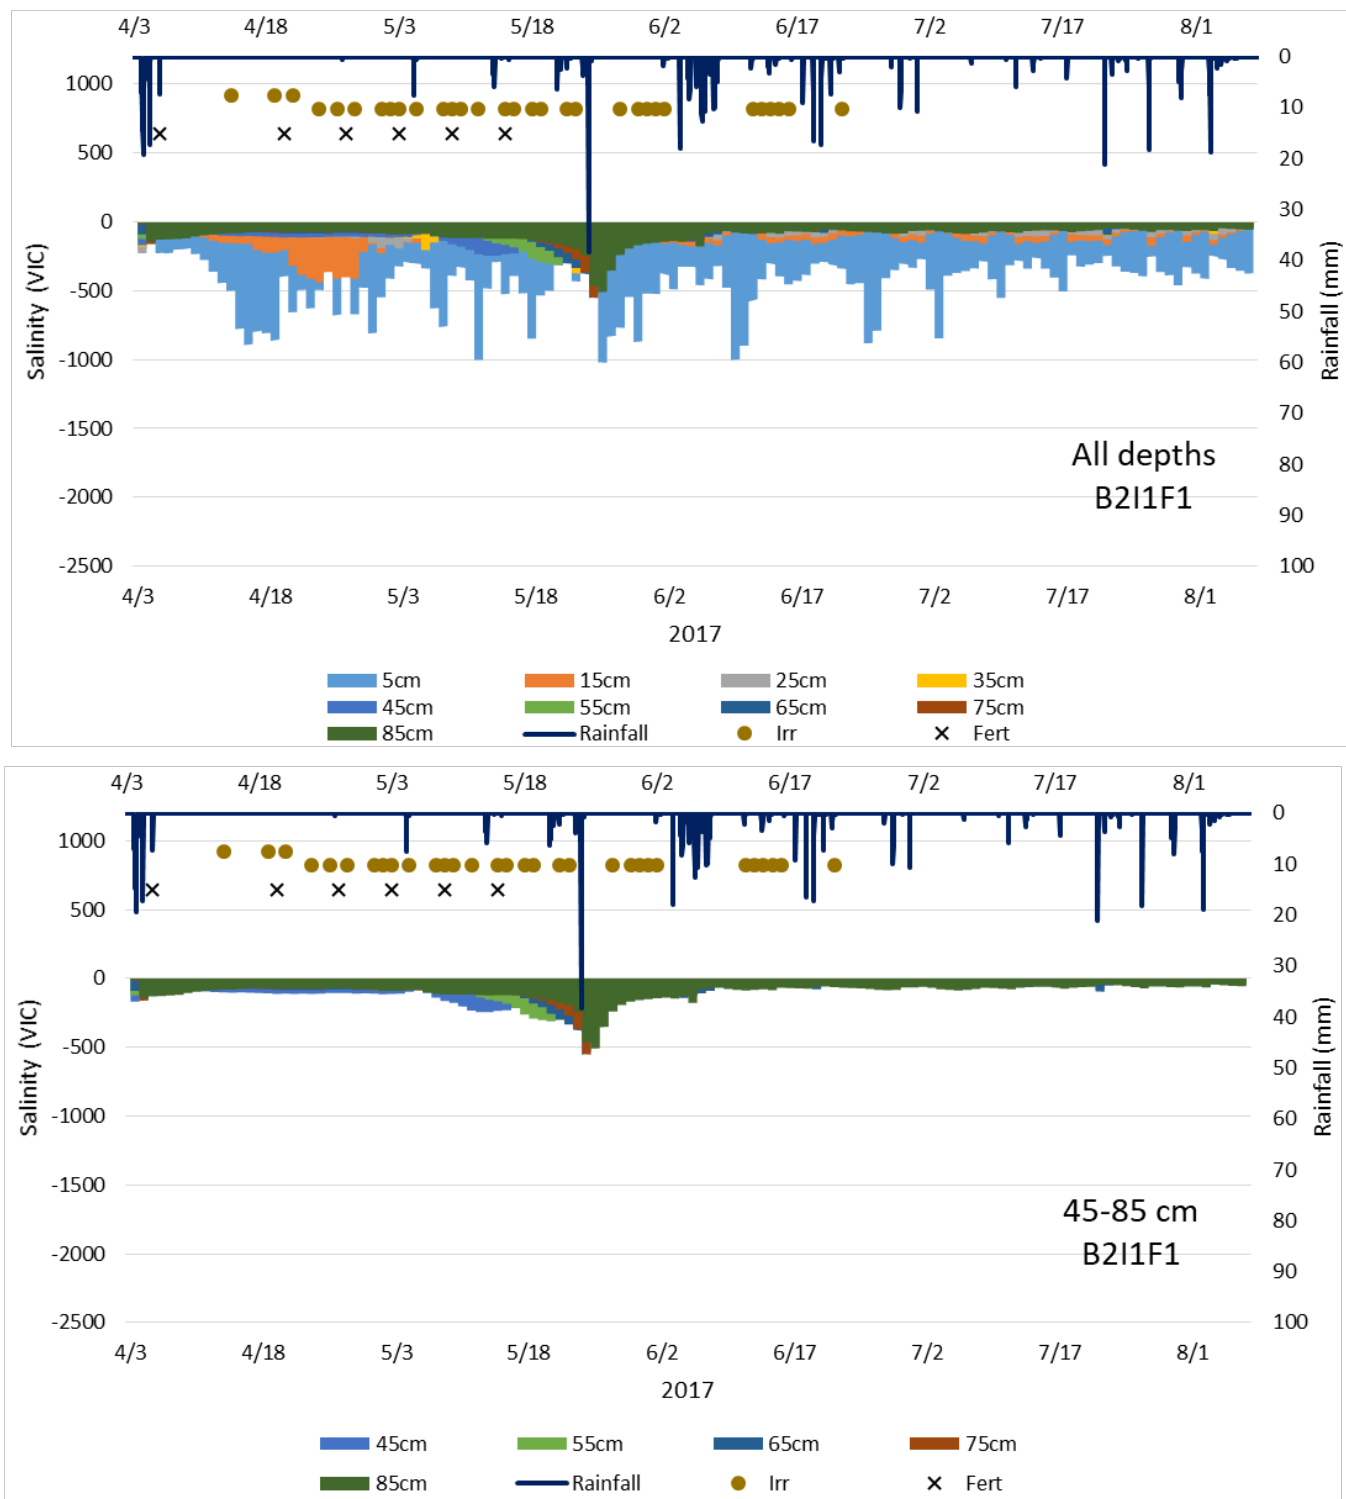 4/3 4/18 5/3 5/18 6/2 6/17 7/2 7/17 8/1
1000 0
500 10
0 20
-500 30
-1000 40
-1500 50
-2000 60
-2500 70
80
90
100
Salinity (VIC)
Rainfall (mm)
All depths
B2I1F1
4/3 4/18 5/3 5/18 6/2 6/17 7/2 7/17 8/1
2017
5cm 15cm 25cm 35cm
45cm 55cm 65cm 75cm
85cm Rainfall Irr Fert
4/3 4/18 5/3 5/18 6/2 6/17 7/2 7/17 8/1
1000 0
500 10
0 20
-500 30
-1000 40
-1500 50
-2000 60
-2500 70
80
90
100
Salinity (VIC)
Rainfall (mm)
45-85 cm
B2I1F1
4/3 4/18 5/3 5/18 6/2 6/17 7/2 7/17 8/1
2017
45cm 55cm 65cm 75cm
85cm Rainfall Irr Fert